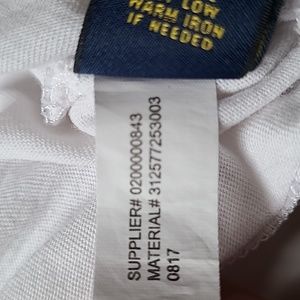 LOW
WARM IRON
IF NEEDED
SUPPLIER# 0200000843
MATERIAL# 312577253003
0817